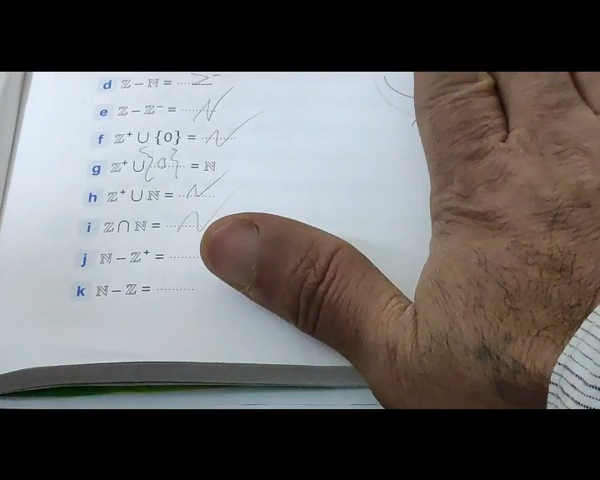 d ℤ – ℕ = ...ℤ⁻...
e ℤ – ℤ⁻ = ...N...
f ℤ⁺ ∪ {0} = ...N...
g ℤ⁺ ∪ {0} = ℕ
h ℤ⁺ ∪ ℕ = ...N...
i ℤ ∩ ℕ = ...N...
j ℕ – ℤ⁺ = ........
k ℕ – ℤ = ..........